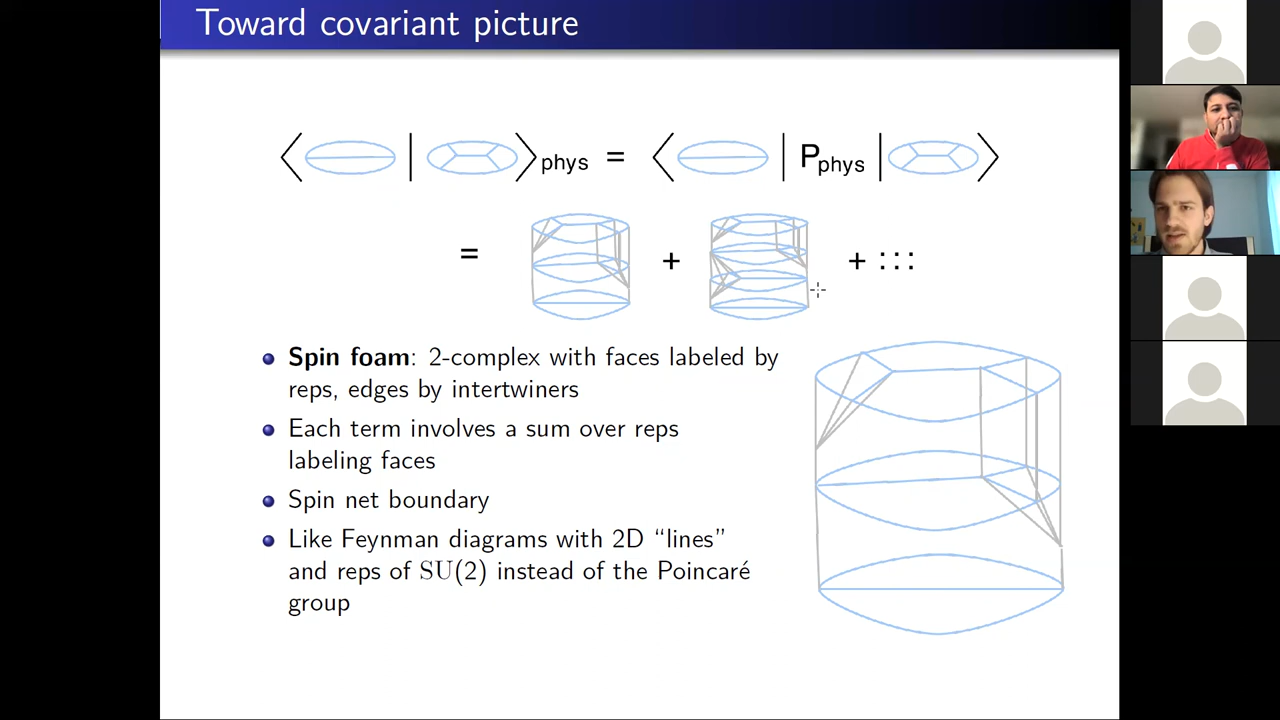 Toward covariant picture
⟨ | ⟩phys = ⟨ | Pphys | ⟩
= + + :::
Spin foam: 2-complex with faces labeled by
reps, edges by intertwiners
Each term involves a sum over reps
labeling faces
Spin net boundary
Like Feynman diagrams with 2D “lines”
and reps of SU(2) instead of the Poincaré
group